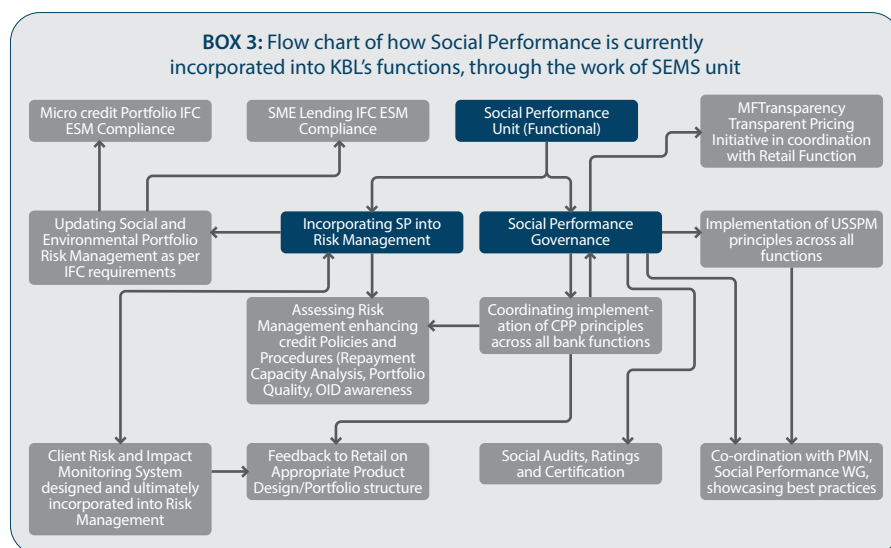 BOX 3: Flow chart of how Social Performance is currently
incorporated into KBL's functions, through the work of SEMS unit
Micro credit Portfolio IFC
ESM Compliance
SME Lending IFC ESM
Compliance
Social Performance
Unit (Functional)
MFTransparency
Transparent Pricing
Initiative in coordination
with Retail Function
Updating Social and
Environmental Portfolio
Risk Management as per
IFC requirements
Incorporating SP into
Risk Management
Social Performance
Governance
Implementation of USSPM
principles across all
functions
Assessing Risk
Management enhancing
credit Policies and
Procedures (Repayment
Capacity Analysis, Portfolio
Quality, OID awareness
Coordinating implement-
ation of CPP principles
across all bank functions
Client Risk and Impact
Monitoring System
designed and ultimately
incorporated into Risk
Management
Feedback to Retail on
Appropriate Product
Design/Portfolio structure
Social Audits, Ratings
and Certification
Co-ordination with PMN,
Social Performance WG,
showcasing best practices